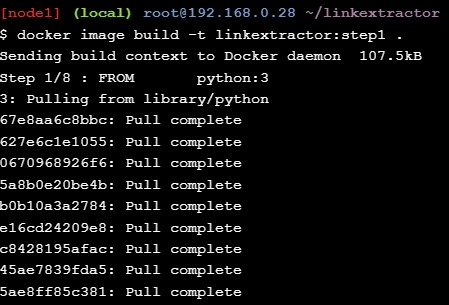 [node1] (local) root@192.168.0.28 ~/linkextractor
$ docker image build -t linkextractor:step1 .
Sending build context to Docker daemon  107.5kB
Step 1/8 : FROM       python:3
3: Pulling from library/python
67e8aa6c8bbc: Pull complete
627e6c1e1055: Pull complete
0670968926f6: Pull complete
5a8b0e20be4b: Pull complete
b0b10a3a2784: Pull complete
e16cd24209e8: Pull complete
c8428195afac: Pull complete
45ae7839fda5: Pull complete
5ae8ff85c381: Pull complete